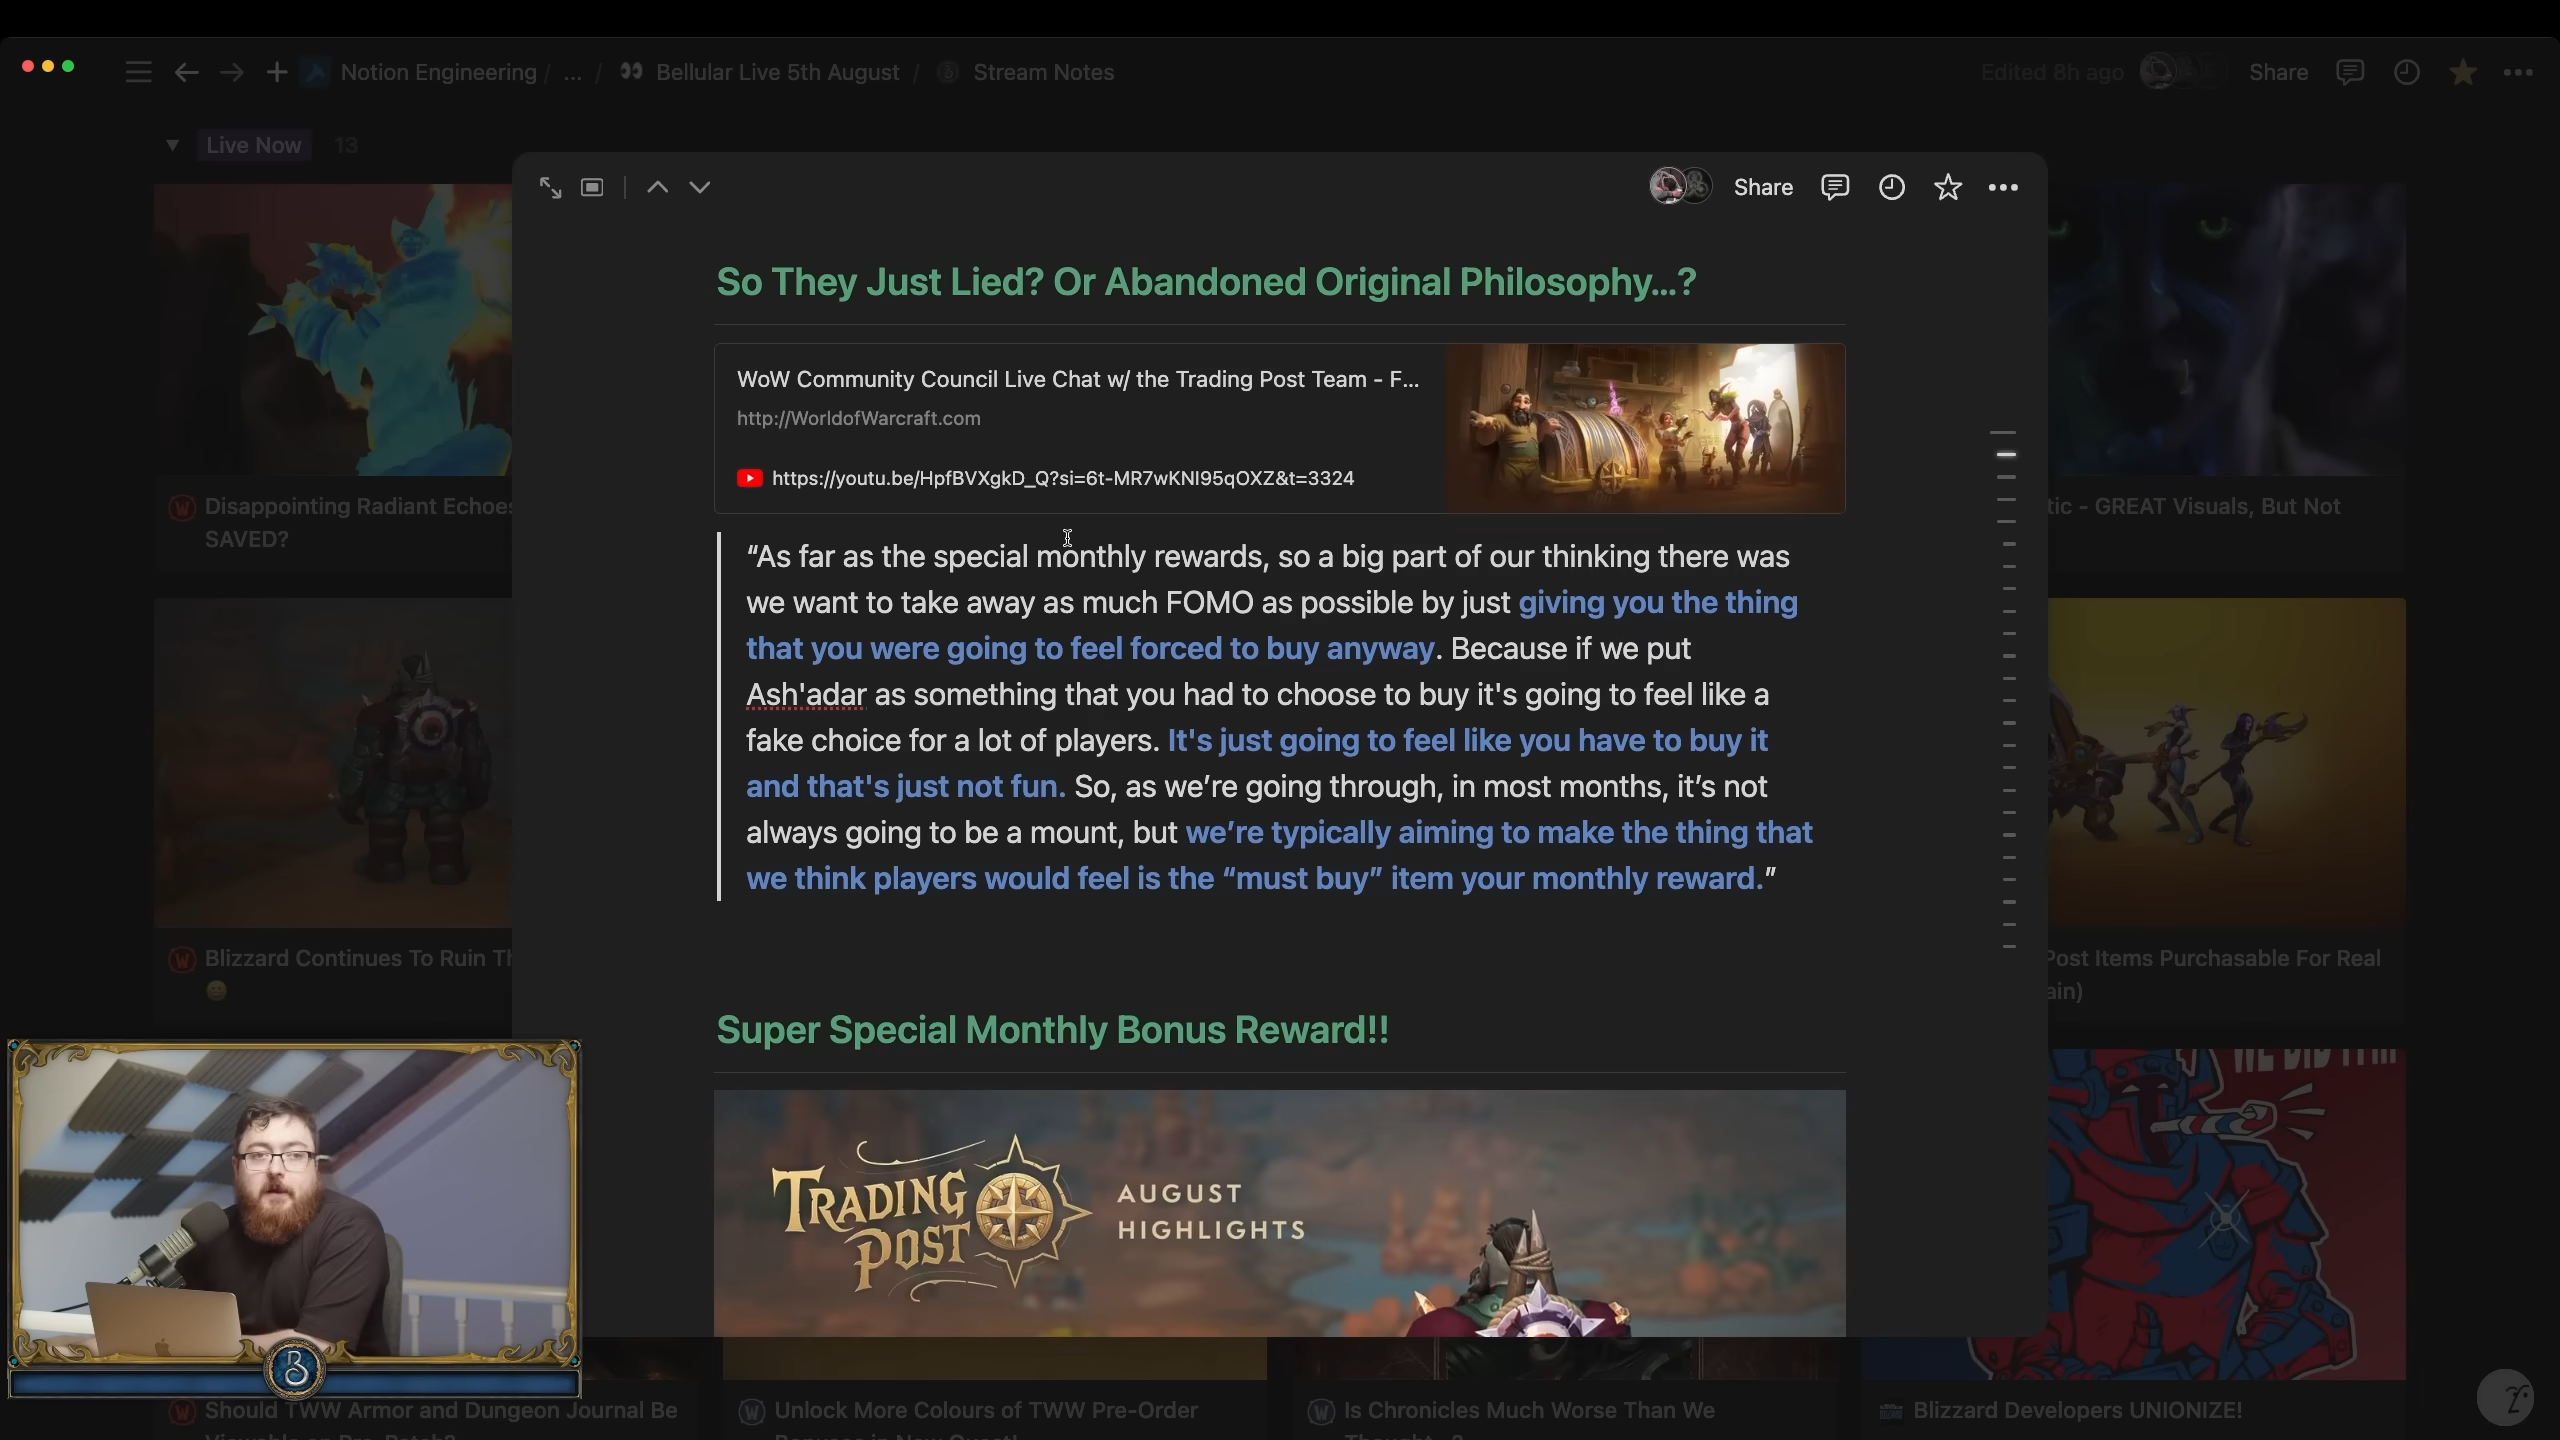 Notion Engineering / ... / 👀 Bellular Live 5th August / Stream Notes
Edited 8h ago
Share
Live Now 13
Share
So They Just Lied? Or Abandoned Original Philosophy...?
WoW Community Council Live Chat w/ the Trading Post Team - F...
http://WorldofWarcraft.com
https://youtu.be/HpfBVXgkD_Q?si=6t-MR7wKNI95qOXZ&t=3324
“As far as the special monthly rewards, so a big part of our thinking there was
we want to take away as much FOMO as possible by just giving you the thing
that you were going to feel forced to buy anyway. Because if we put
Ash'adar as something that you had to choose to buy it's going to feel like a
fake choice for a lot of players. It's just going to feel like you have to buy it
and that's just not fun. So, as we’re going through, in most months, it’s not
always going to be a mount, but we’re typically aiming to make the thing that
we think players would feel is the “must buy” item your monthly reward.”
Super Special Monthly Bonus Reward!!
TRADING
POST
AUGUST
HIGHLIGHTS
Disappointing Radiant Echoes
SAVED?
tic - GREAT Visuals, But Not
Blizzard Continues To Ruin Th
Post Items Purchasable For Real
ain)
B
Should TWW Armor and Dungeon Journal Be
Unlock More Colours of TWW Pre-Order
Is Chronicles Much Worse Than We
Blizzard Developers UNIONIZE!